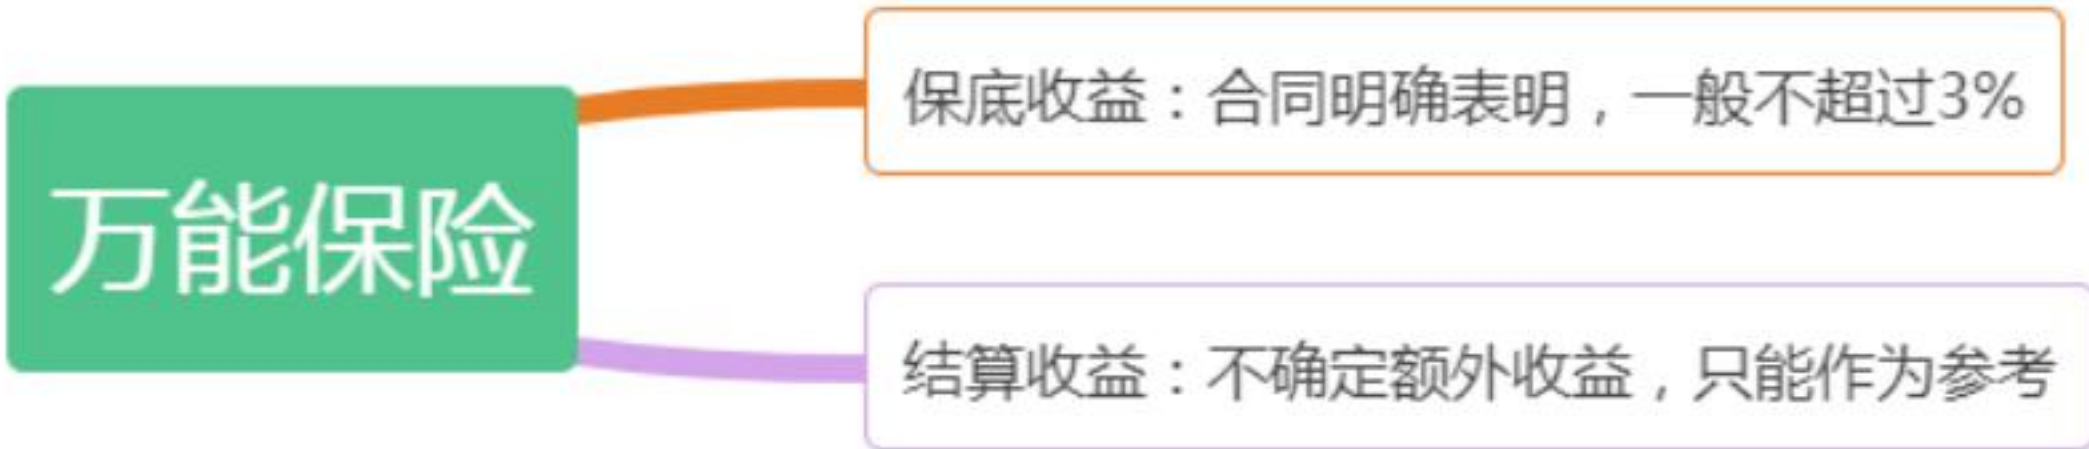 万能保险
保底收益：合同明确表明，一般不超过3%
结算收益：不确定额外收益，只能作为参考